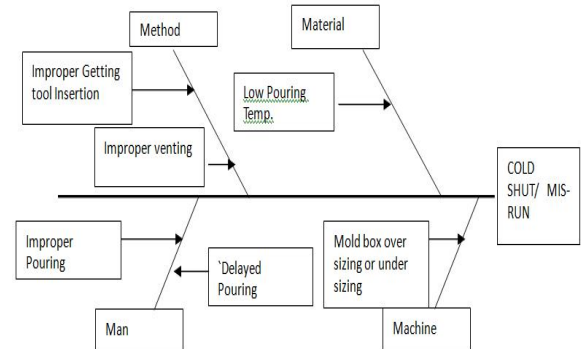 Method
Material
Improper Getting
tool Insertion
Low Pouring
Temp.
Improper venting
COLD
SHUT/ MIS-
RUN
Improper
Pouring
`Delayed
Pouring
Mold box over
sizing or under
sizing
Man
Machine